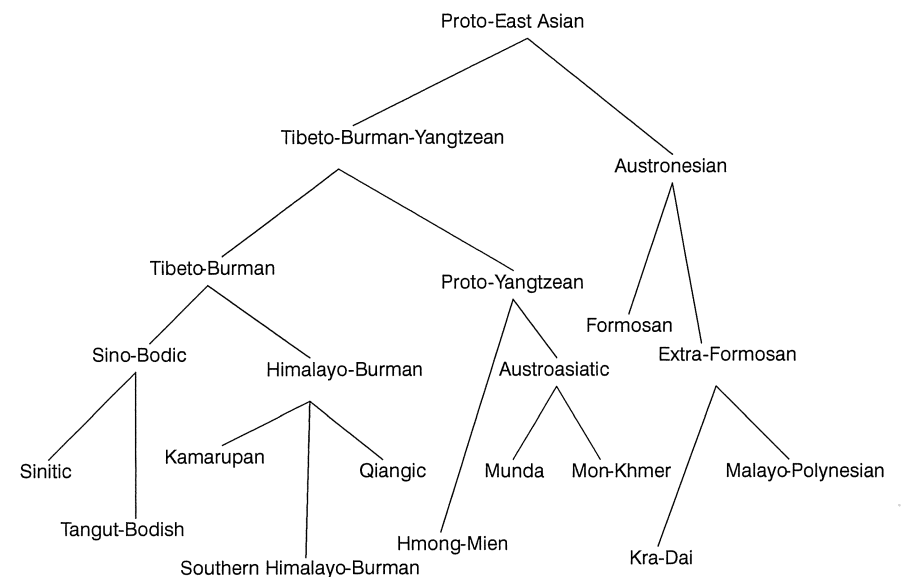 Proto-East Asian
Tibeto-Burman-Yangtzean
Austronesian
Tibeto-Burman
Proto-Yangtzean
Formosan
Sino-Bodic
Himalayo-Burman
Austroasiatic
Extra-Formosan
Sinitic
Kamarupan
Qiangic
Munda
Mon-Khmer
Malayo-Polynesian
Tangut-Bodish
Hmong-Mien
Kra-Dai
Southern Himalayo-Burman